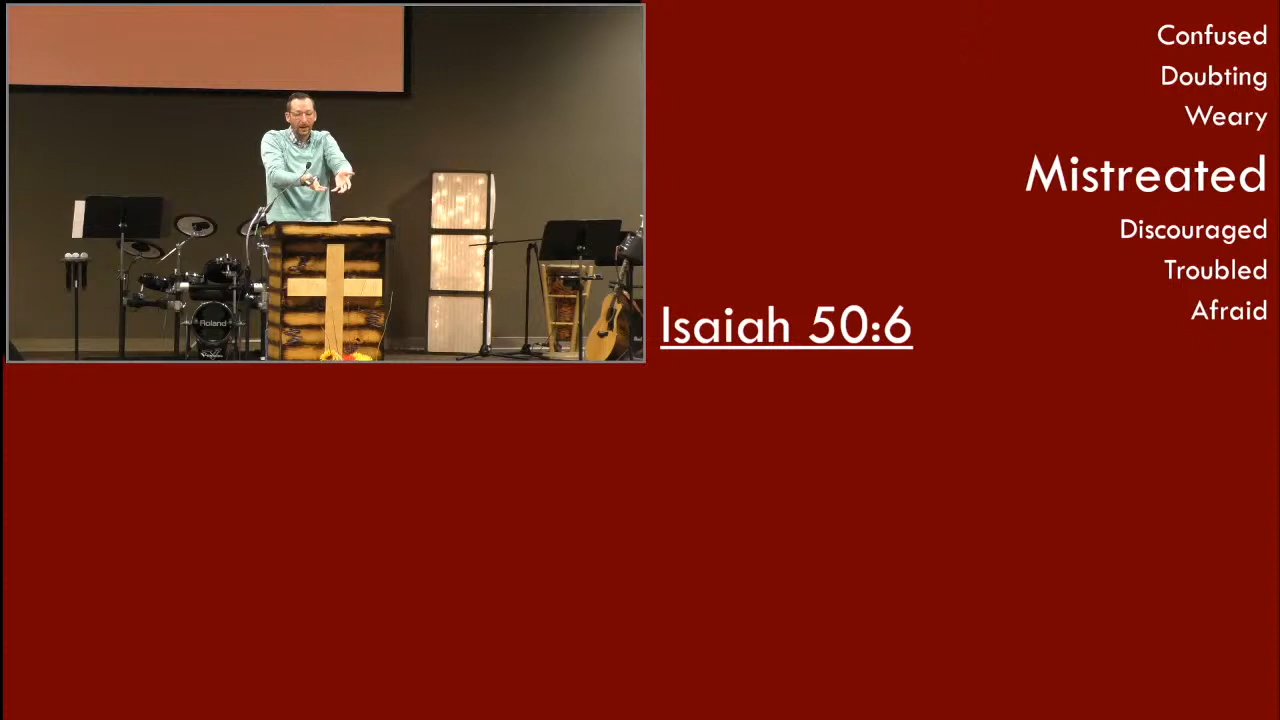 Confused
Doubting
Weary
Mistreated
Discouraged
Troubled
Afraid
Isaiah 50:6
Roland